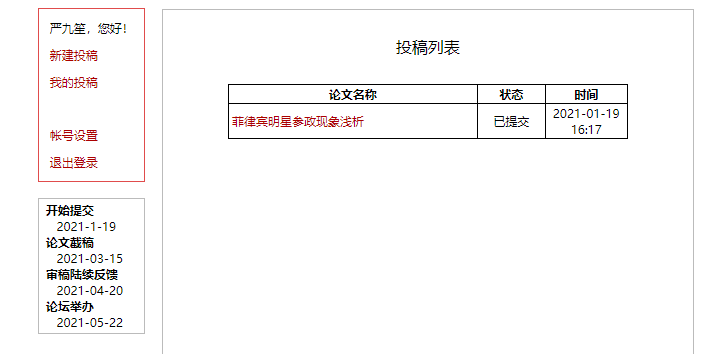 严九笙，您好！
新建投稿
我的投稿
帐号设置
退出登录
开始提交
2021-1-19
论文截稿
2021-03-15
审稿陆续反馈
2021-04-20
论坛举办
2021-05-22
投稿列表
论文名称 状态 时间
菲律宾明星参政现象浅析 已提交 2021-01-19
16:17